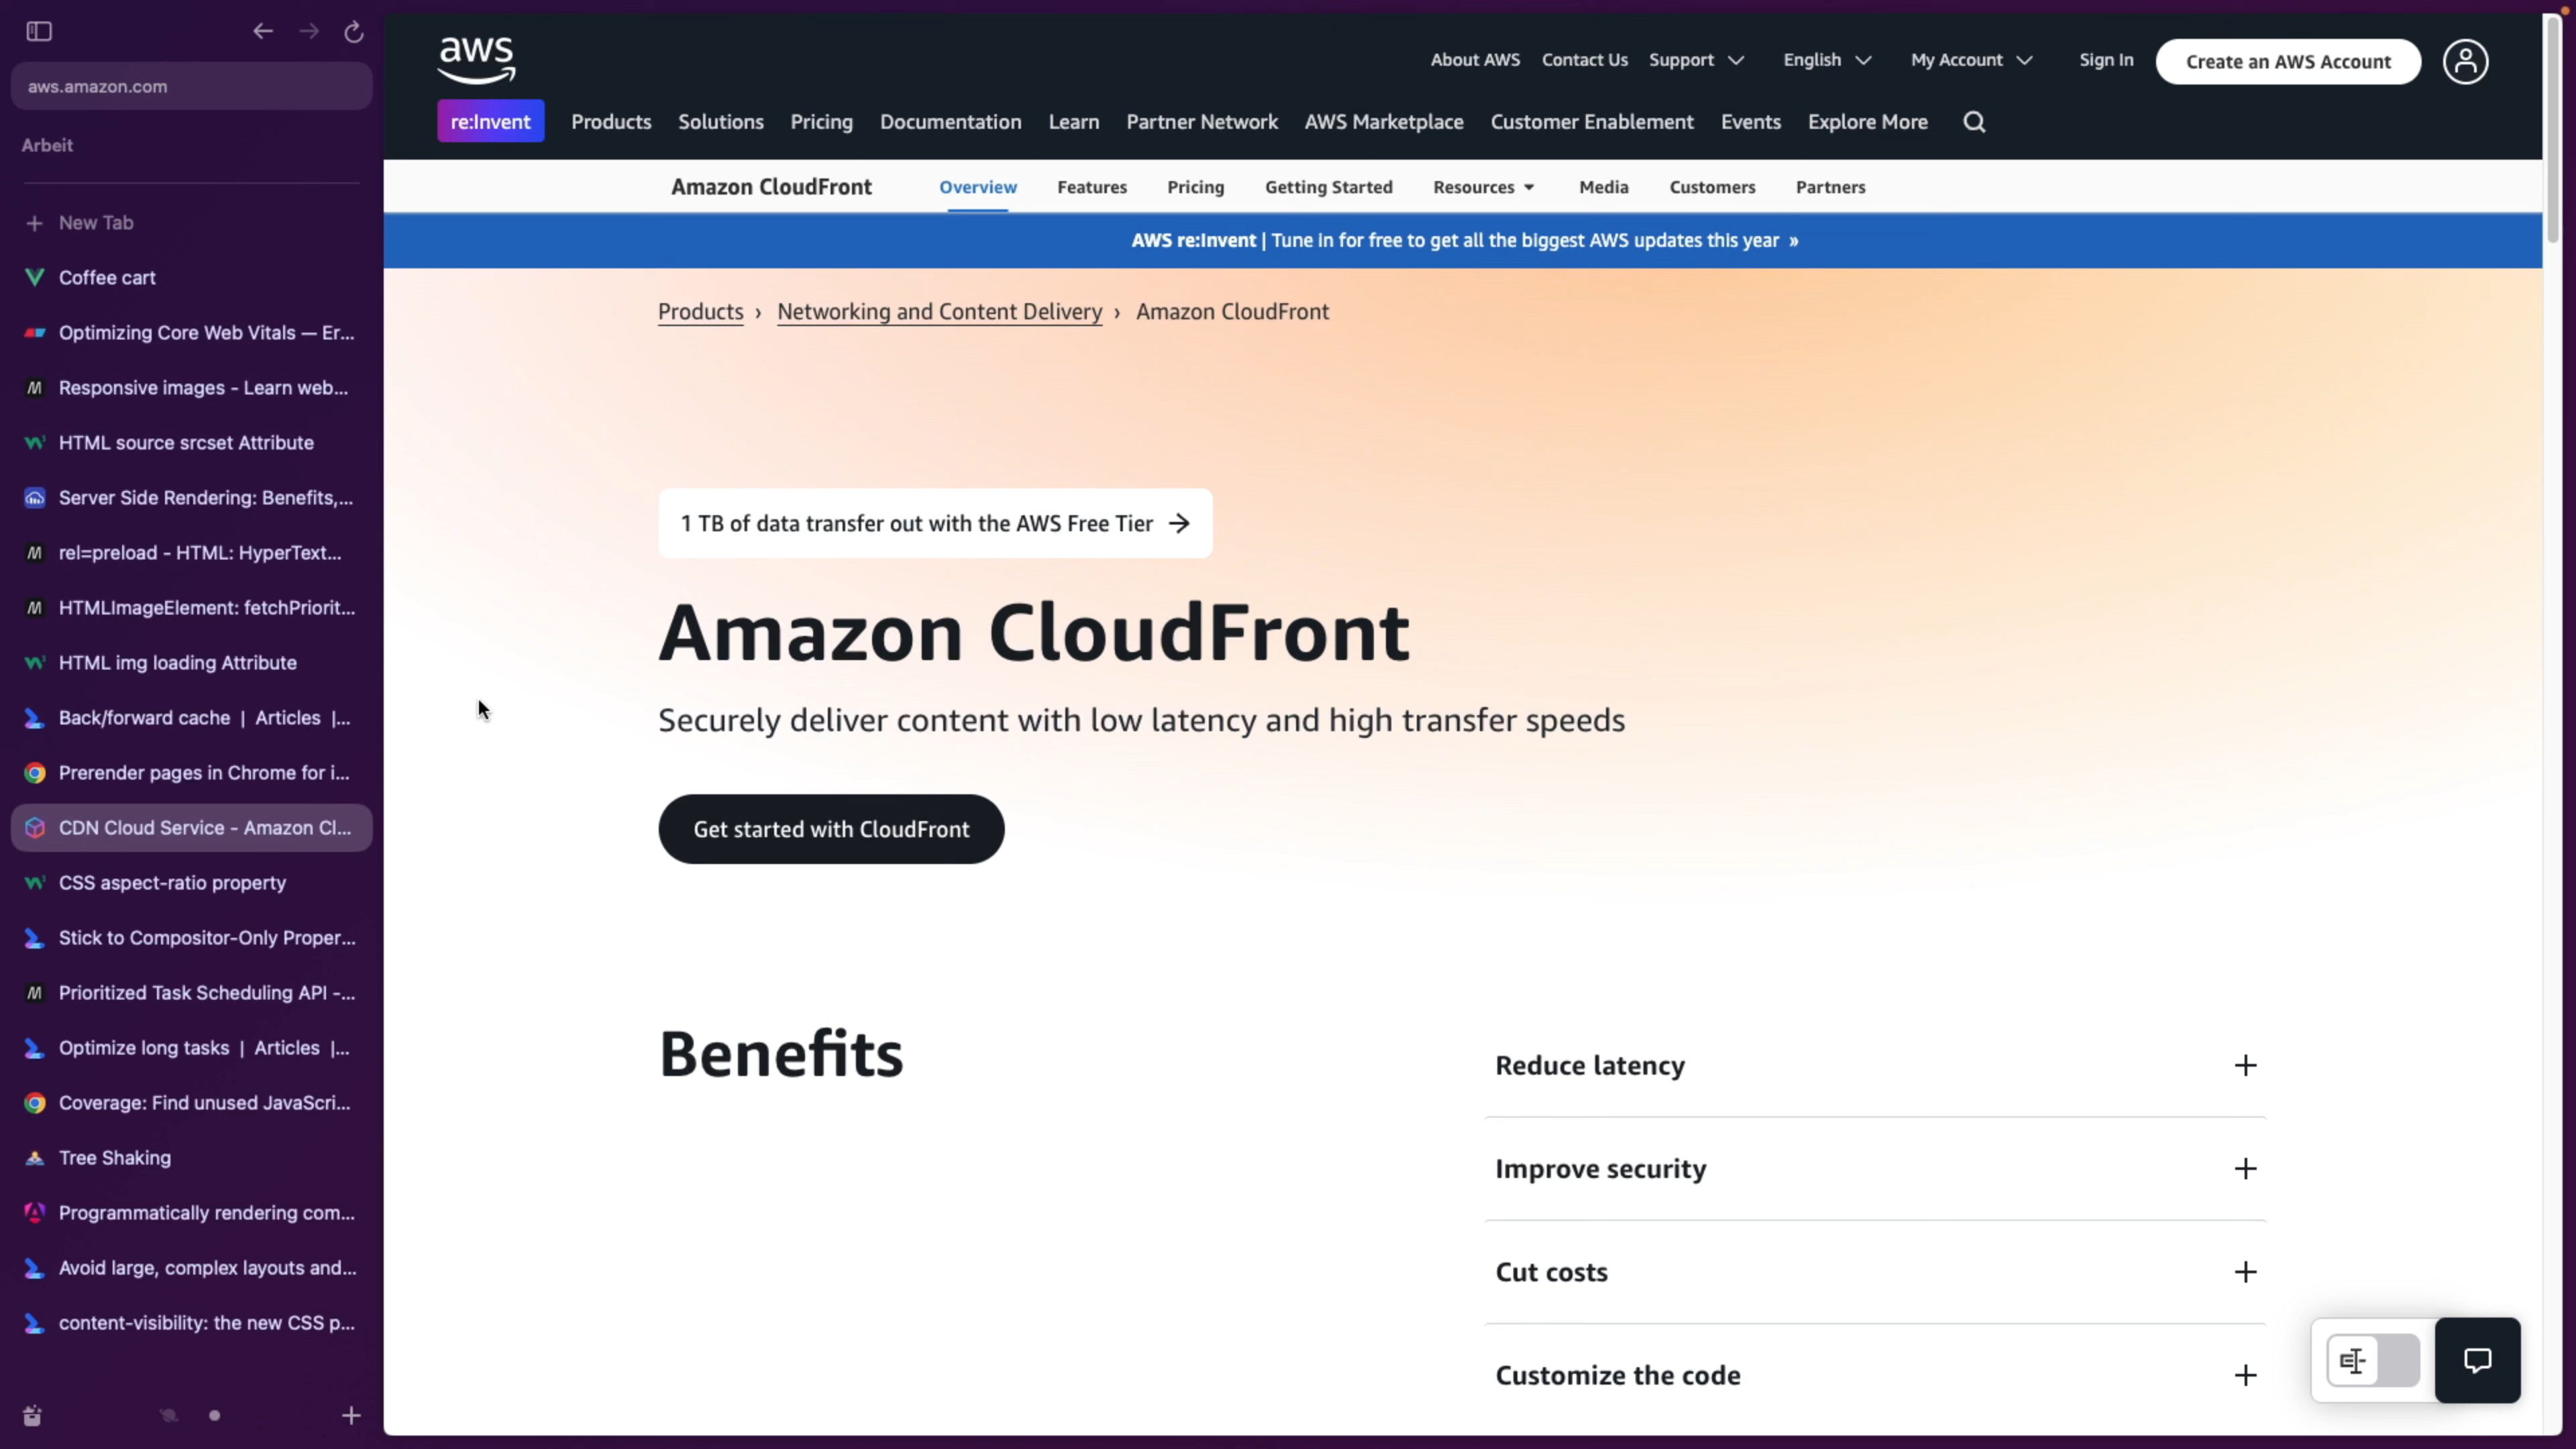 aws.amazon.com
Arbeit
New Tab
Coffee cart
Optimizing Core Web Vitals — Er...
Responsive images - Learn web...
HTML source srcset Attribute
Server Side Rendering: Benefits,...
rel=preload - HTML: HyperText...
HTMLImageElement: fetchPriorit...
HTML img loading Attribute
Back/forward cache | Articles |...
Prerender pages in Chrome for i...
CDN Cloud Service - Amazon Cl...
CSS aspect-ratio property
Stick to Compositor-Only Proper...
Prioritized Task Scheduling API -...
Optimize long tasks | Articles |...
Coverage: Find unused JavaScri...
Tree Shaking
Programmatically rendering com...
Avoid large, complex layouts and...
content-visibility: the new CSS p...
aws
About AWS Contact Us Support English My Account Sign In Create an AWS Account
re:Invent Products Solutions Pricing Documentation Learn Partner Network AWS Marketplace Customer Enablement Events Explore More
Amazon CloudFront Overview Features Pricing Getting Started Resources Media Customers Partners
AWS re:Invent | Tune in for free to get all the biggest AWS updates this year »
Products › Networking and Content Delivery › Amazon CloudFront
1 TB of data transfer out with the AWS Free Tier →
Amazon CloudFront
Securely deliver content with low latency and high transfer speeds
Get started with CloudFront
Benefits
Reduce latency
Improve security
Cut costs
Customize the code